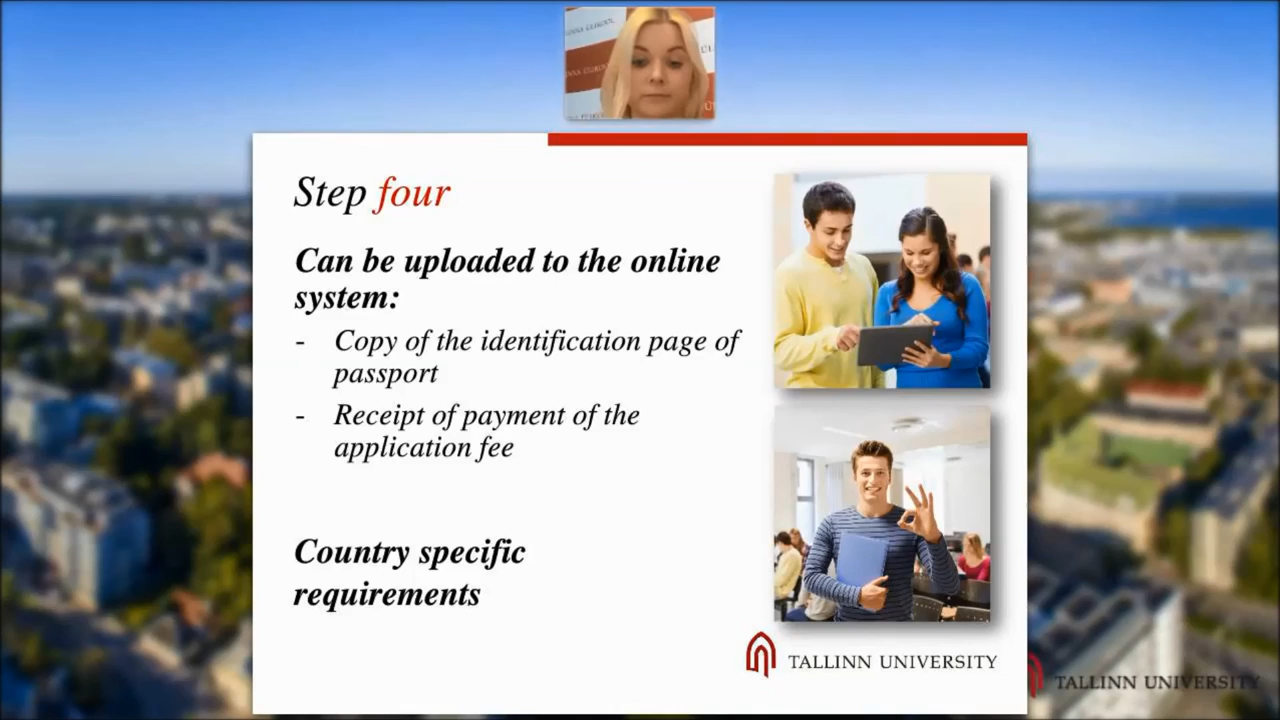 Step four
Can be uploaded to the online
system:
- Copy of the identification page of
passport
- Receipt of payment of the
application fee
Country specific
requirements
TALLINN UNIVERSITY
TALLINN UNIVERSITY